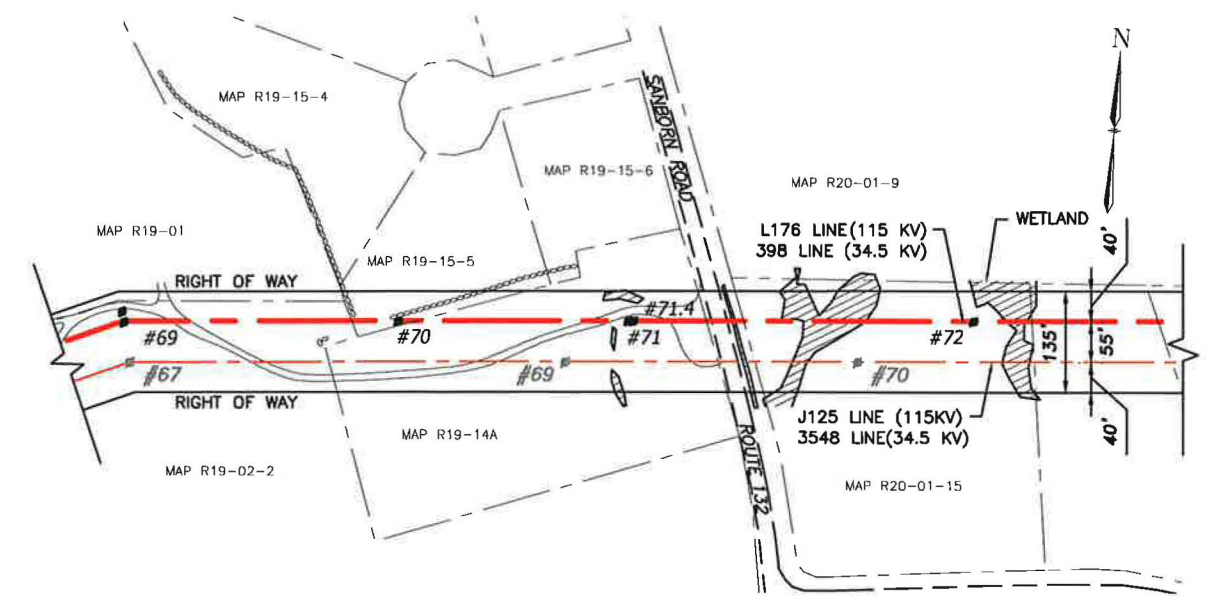 N
MAP R19-15-4
SANBORN ROAD
MAP R19-15-6
MAP R20-01-9
WETLAND
L176 LINE(115 KV)
398 LINE (34.5 KV)
40'
MAP R19-01
MAP R19-15-5
RIGHT OF WAY
#71.4
#69
#70
#71
#72
135'
55'
#67
#69
#70
RIGHT OF WAY
J125 LINE (115KV)
3548 LINE(34.5 KV)
40'
MAP R19-14A
ROUTE 132
MAP R19-02-2
MAP R20-01-15